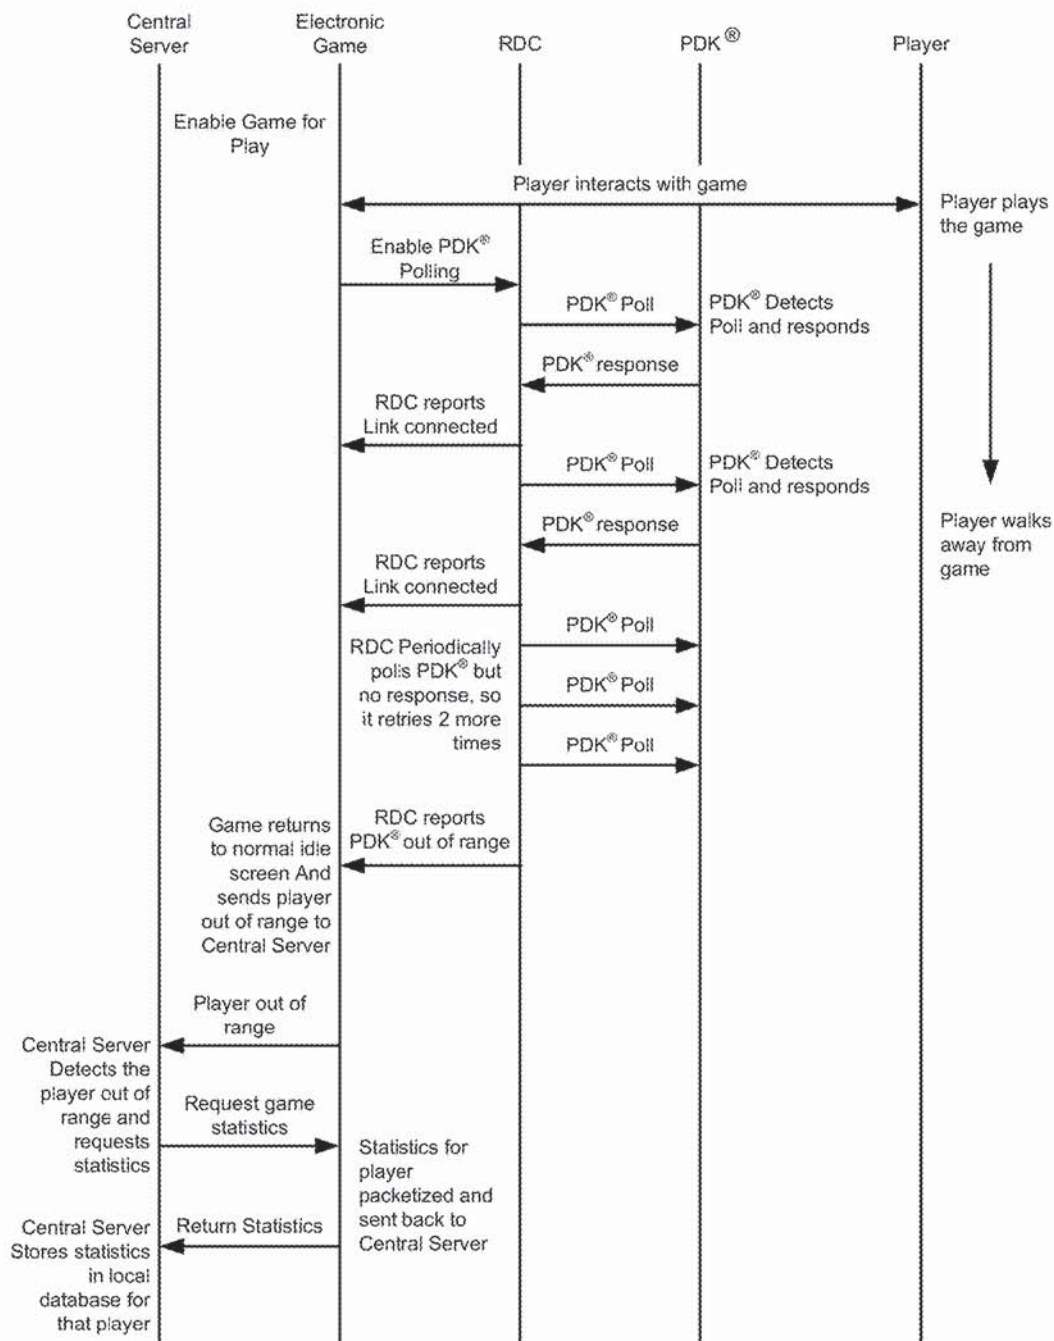 Central
Server
Electronic
Game
RDC
PDK®
Player
Enable Game for
Play
Player interacts with game
Player plays
the game
Enable PDK®
Polling
PDK® Poll
PDK® Detects
Poll and responds
PDK® response
RDC reports
Link connected
PDK® Poll
PDK® Detects
Poll and responds
PDK® response
Player walks
away from
game
RDC reports
Link connected
PDK® Poll
RDC Periodically
polls PDK® but
no response, so
it retries 2 more
times
PDK® Poll
PDK® Poll
RDC reports
PDK® out of range
Game returns
to normal idle
screen And
sends player
out of range to
Central Server
Player out of
range
Central Server
Detects the
player out of
range and
requests
statistics
Request game
statistics
Statistics for
player
packetized and
sent back to
Central Server
Return Statistics
Central Server
Stores statistics
in local
database for
that player